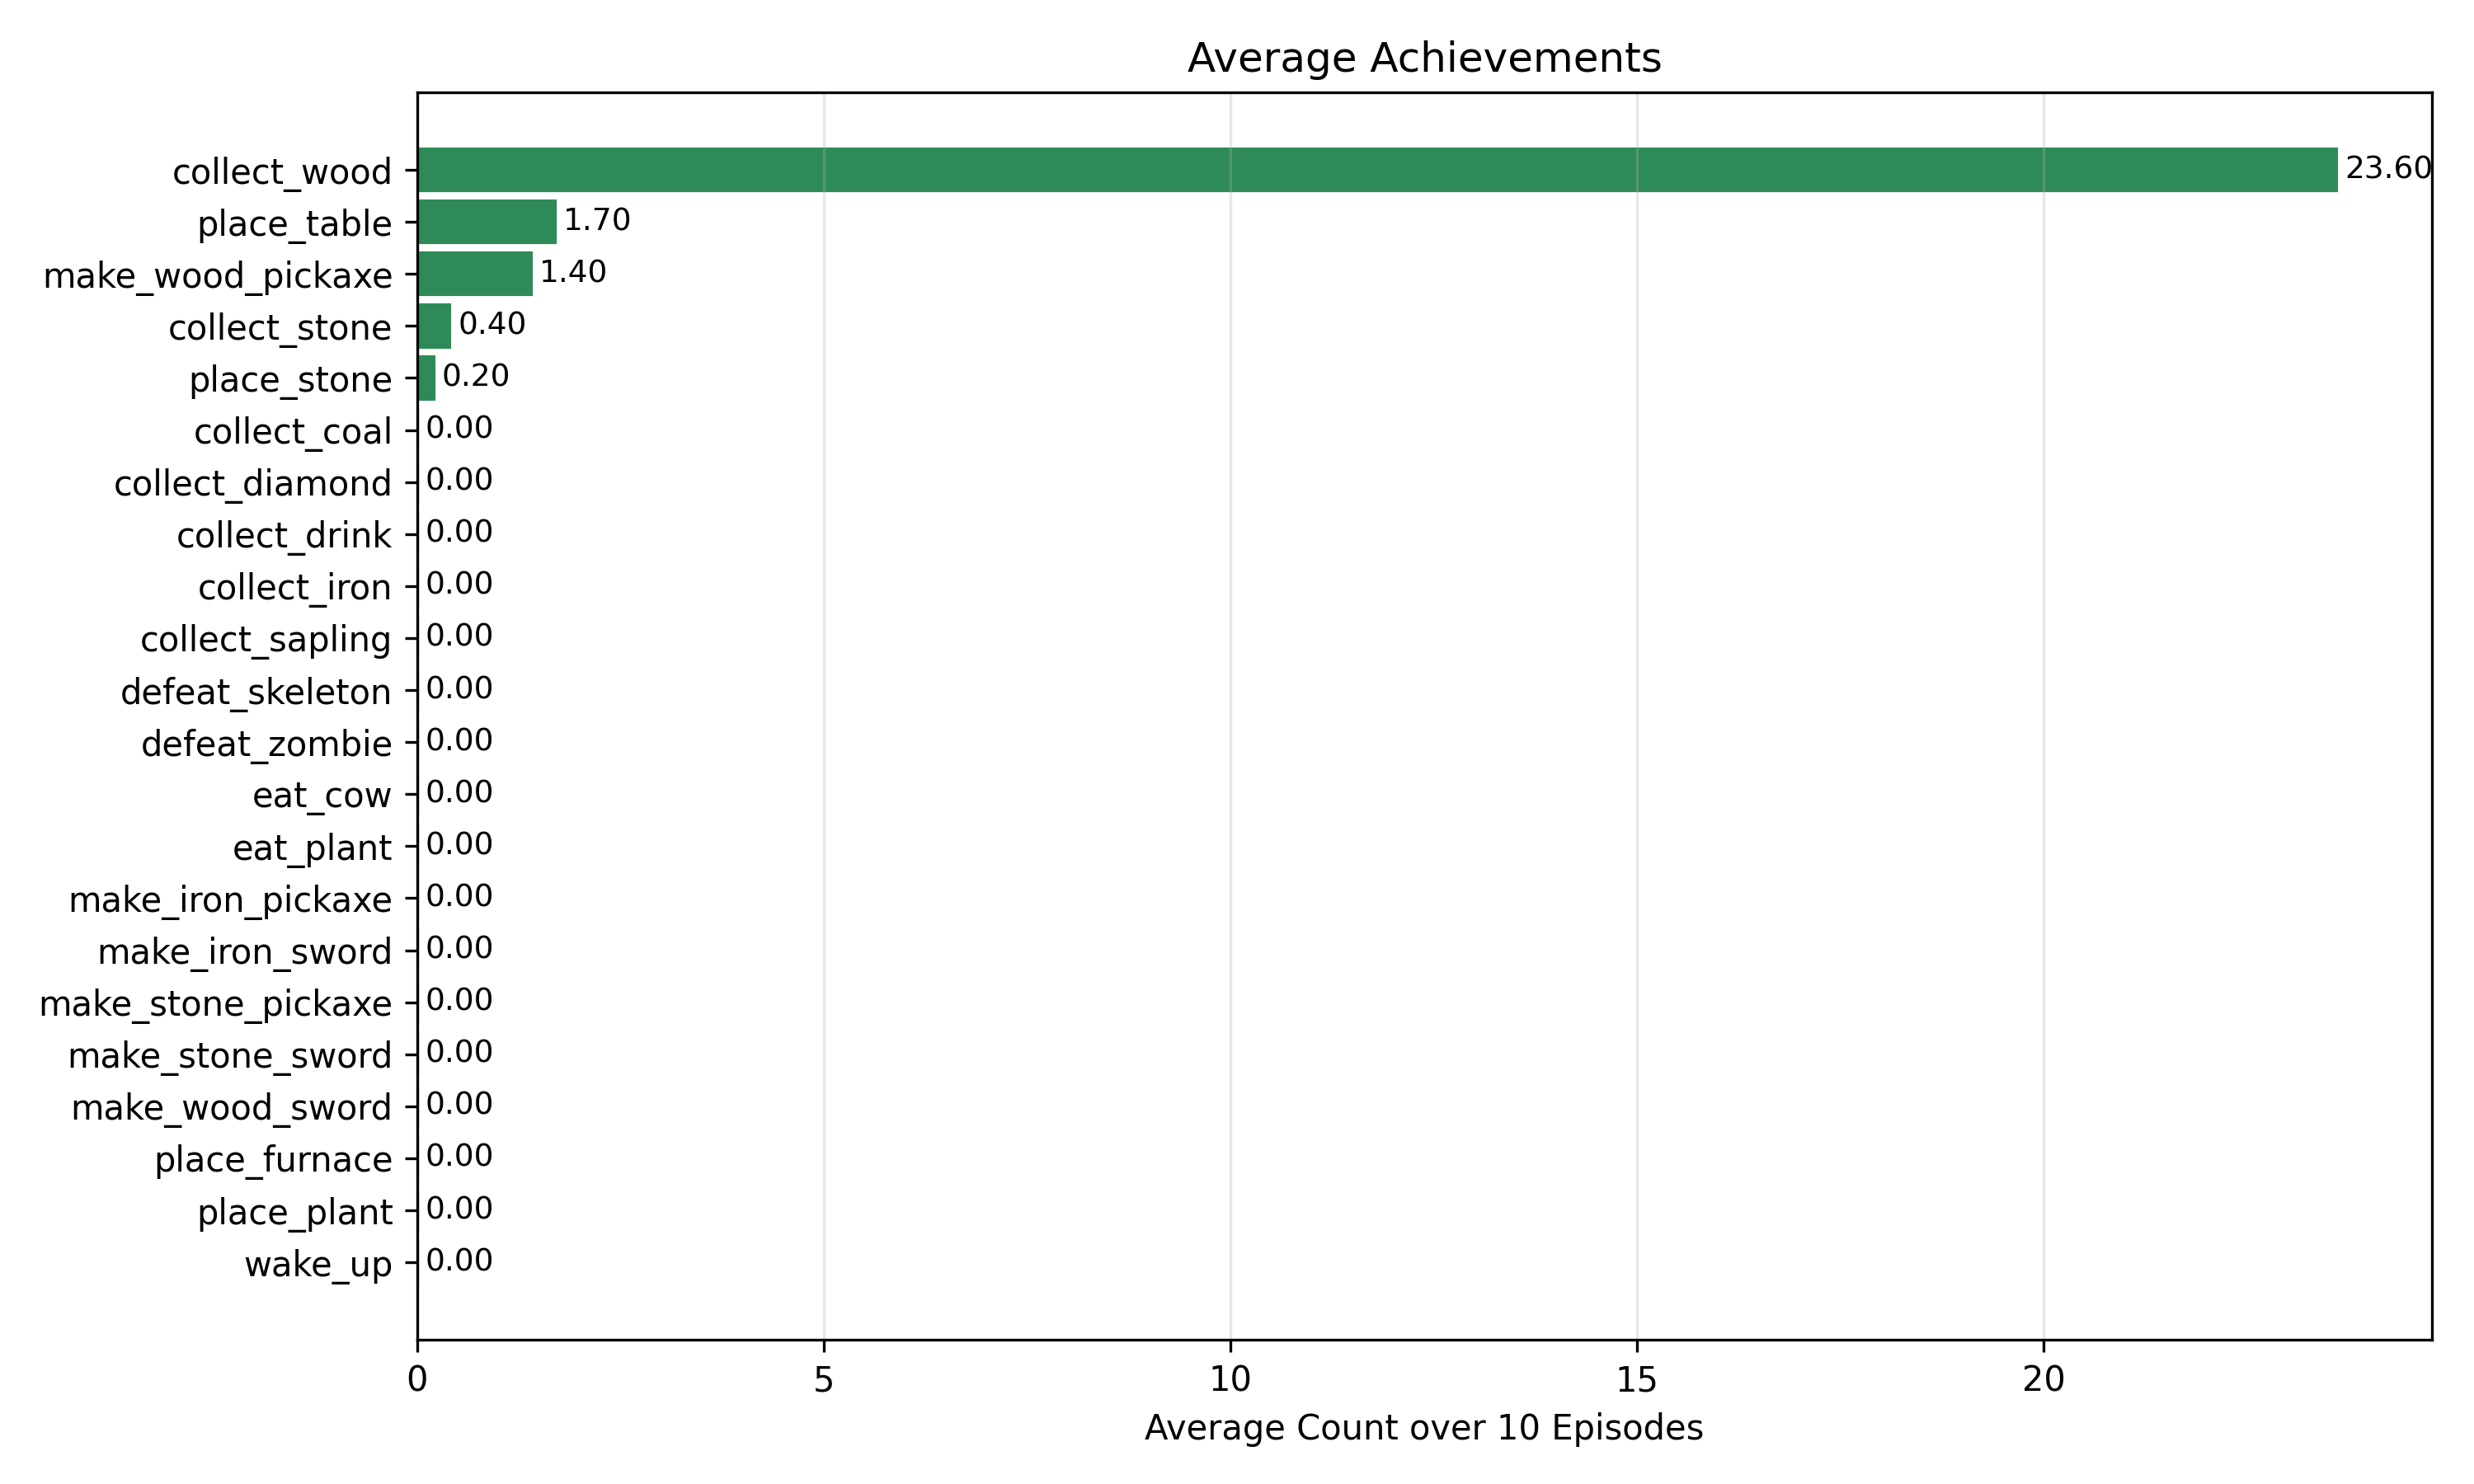 Average Achievements
collect_wood 23.60
place_table 1.70
make_wood_pickaxe 1.40
collect_stone 0.40
place_stone 0.20
collect_coal 0.00
collect_diamond 0.00
collect_drink 0.00
collect_iron 0.00
collect_sapling 0.00
defeat_skeleton 0.00
defeat_zombie 0.00
eat_cow 0.00
eat_plant 0.00
make_iron_pickaxe 0.00
make_iron_sword 0.00
make_stone_pickaxe 0.00
make_stone_sword 0.00
make_wood_sword 0.00
place_furnace 0.00
place_plant 0.00
wake_up 0.00
0 5 10 15 20
Average Count over 10 Episodes